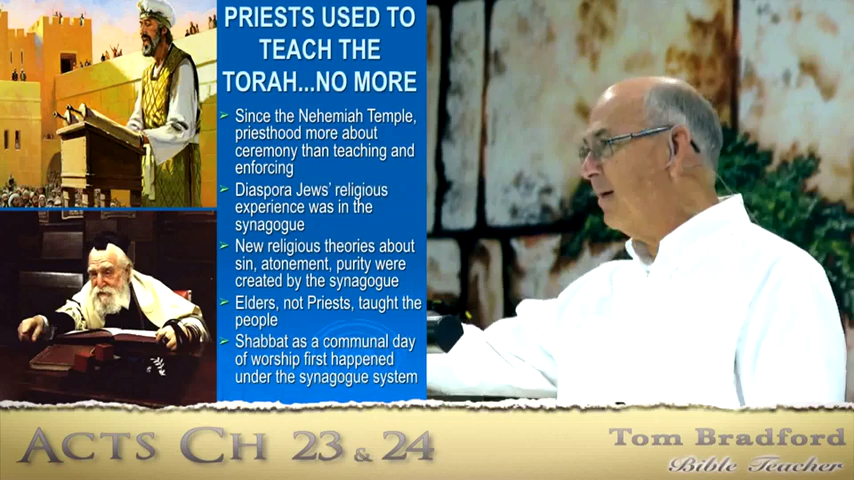 PRIESTS USED TO
TEACH THE
TORAH...NO MORE
➢ Since the Nehemiah Temple,
priesthood more about
ceremony than teaching and
enforcing
➢ Diaspora Jews' religious
experience was in the
synagogue
➢ New religious theories about
sin, atonement, purity were
created by the synagogue
➢ Elders, not Priests, taught the
people
➢ Shabbat as a communal day
of worship first happened
under the synagogue system
ACTS CH 23 & 24
Tom Bradford
Bible Teacher